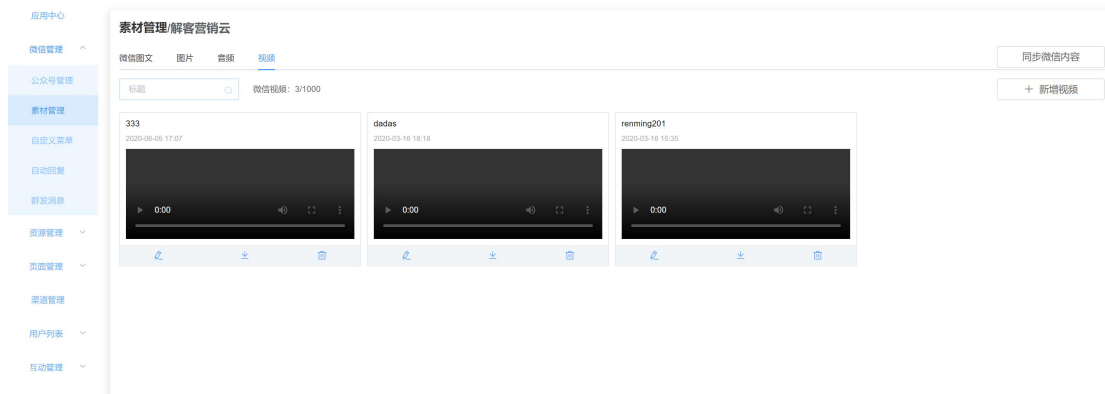 应用中心
微信管理
公众号管理
素材管理
自定义菜单
自动回复
群发消息
资源管理
页面管理
渠道管理
用户列表
互动管理
素材管理/解客营销云
微信图文 图片 音频 视频
同步微信内容
标题
微信视频：3/1000
+ 新增视频
333
2020-06-05 17:07
0:00
dadas
2020-03-16 18:18
0:00
renming201
2020-03-16 15:35
0:00